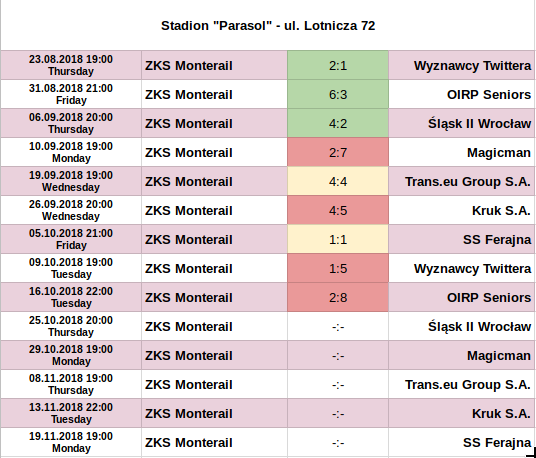 Stadion "Parasol" - ul. Lotnicza 72
23.08.2018 19:00
Thursday
ZKS Monterail 2:1 Wyznawcy Twittera
31.08.2018 21:00
Friday
ZKS Monterail 6:3 OIRP Seniors
06.09.2018 20:00
Thursday
ZKS Monterail 4:2 Śląsk II Wrocław
10.09.2018 19:00
Monday
ZKS Monterail 2:7 Magicman
19.09.2018 19:00
Wednesday
ZKS Monterail 4:4 Trans.eu Group S.A.
26.09.2018 20:00
Wednesday
ZKS Monterail 4:5 Kruk S.A.
05.10.2018 21:00
Friday
ZKS Monterail 1:1 SS Ferajna
09.10.2018 19:00
Tuesday
ZKS Monterail 1:5 Wyznawcy Twittera
16.10.2018 22:00
Tuesday
ZKS Monterail 2:8 OIRP Seniors
25.10.2018 20:00
Thursday
ZKS Monterail -:- Śląsk II Wrocław
29.10.2018 19:00
Monday
ZKS Monterail -:- Magicman
08.11.2018 19:00
Thursday
ZKS Monterail -:- Trans.eu Group S.A.
13.11.2018 22:00
Tuesday
ZKS Monterail -:- Kruk S.A.
19.11.2018 19:00
Monday
ZKS Monterail -:- SS Ferajna